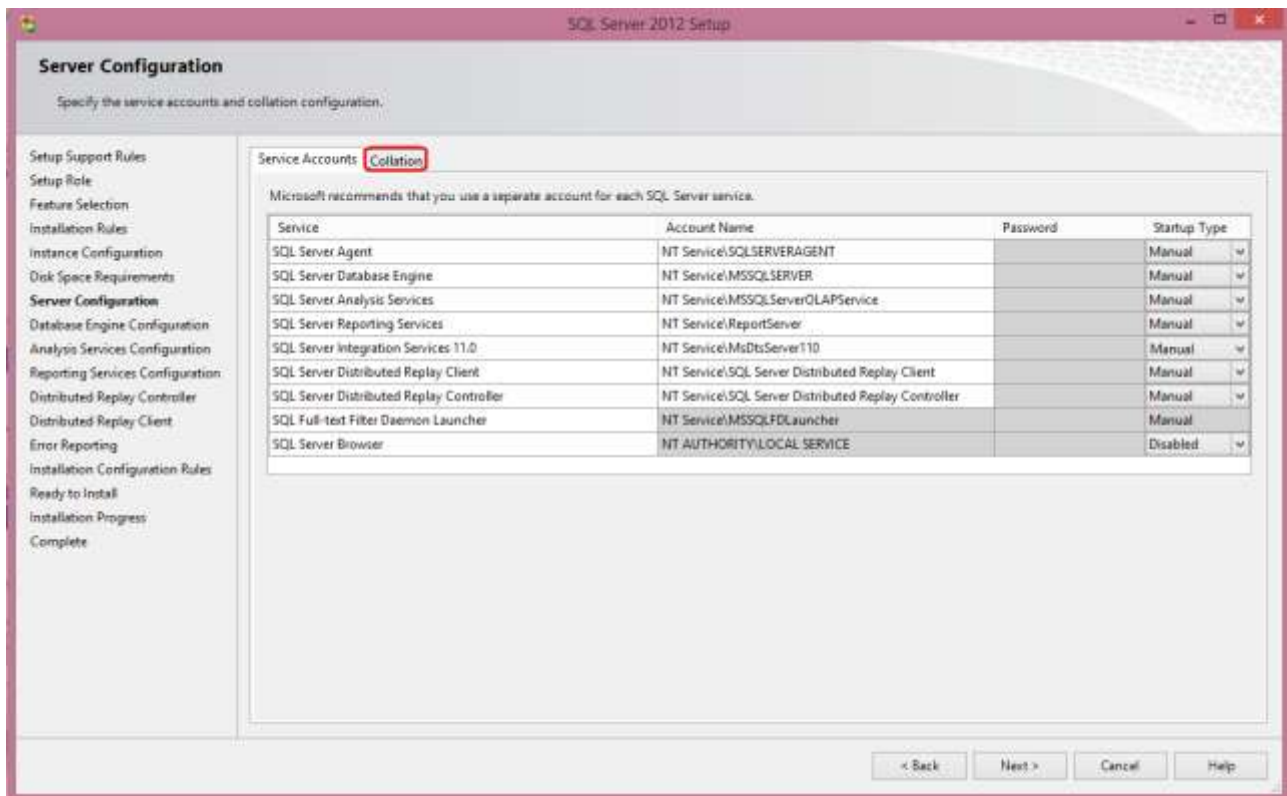 SQL Server 2012 Setup
Server Configuration
Specify the service accounts and collation configuration.
Setup Support Rules
Setup Role
Feature Selection
Installation Rules
Instance Configuration
Disk Space Requirements
Server Configuration
Database Engine Configuration
Analysis Services Configuration
Reporting Services Configuration
Distributed Replay Controller
Distributed Replay Client
Error Reporting
Installation Configuration Rules
Ready to Install
Installation Progress
Complete
Service Accounts Collation
Microsoft recommends that you use a separate account for each SQL Server service.
Service Account Name Password Startup Type
SQL Server Agent NT Service\SQLSERVERAGENT Manual
SQL Server Database Engine NT Service\MSSQLSERVER Manual
SQL Server Analysis Services NT Service\MSSQLServerOLAPService Manual
SQL Server Reporting Services NT Service\ReportServer Manual
SQL Server Integration Services 11.0 NT Service\MsDtsServer110 Manual
SQL Server Distributed Replay Client NT Service\SQL Server Distributed Replay Client Manual
SQL Server Distributed Replay Controller NT Service\SQL Server Distributed Replay Controller Manual
SQL Full-text Filter Daemon Launcher NT Service\MSSQLFDLauncher Manual
SQL Server Browser NT AUTHORITY\LOCAL SERVICE Disabled
< Back Next > Cancel Help